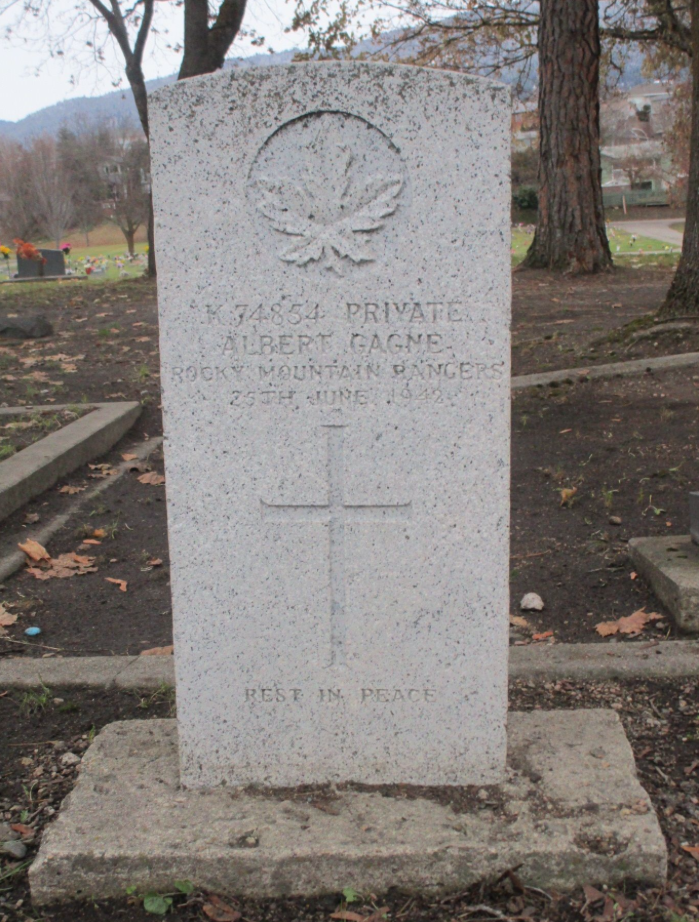 K 74854 PRIVATE
ALBERT GAGNE
ROCKY MOUNTAIN RANGERS
25TH JUNE 1942
REST IN PEACE